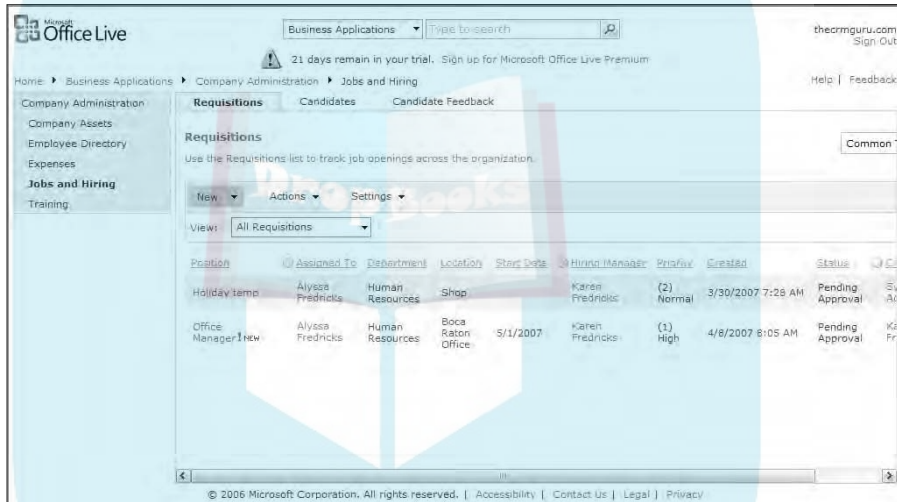 Microsoft
Office Live
Business Applications Type to search
thecrmguru.com
Sign Out
21 days remain in your trial. Sign up for Microsoft Office Live Premium
Home Business Applications Company Administration Jobs and Hiring
Help | Feedback
Company Administration
Company Assets
Employee Directory
Expenses
Jobs and Hiring
Training
Requisitions Candidates Candidate Feedback
Requisitions
Common T
Use the Requisitions list to track job openings across the organization.
New Actions Settings
Drop Books
View: All Requisitions
Position Assigned To Department Location Start Date Hiring Manager Priority Created Status
Holiday temp Alyssa Fredricks Human Resources Shop Karen Fredricks (2) Normal 3/30/2007 7:28 AM Pending Approval
Office Manager ! NEW Alyssa Fredricks Human Resources Boca Raton Office 5/1/2007 Karen Fredricks (1) High 4/8/2007 8:05 AM Pending Approval
© 2006 Microsoft Corporation. All rights reserved. | Accessibility | Contact Us | Legal | Privacy